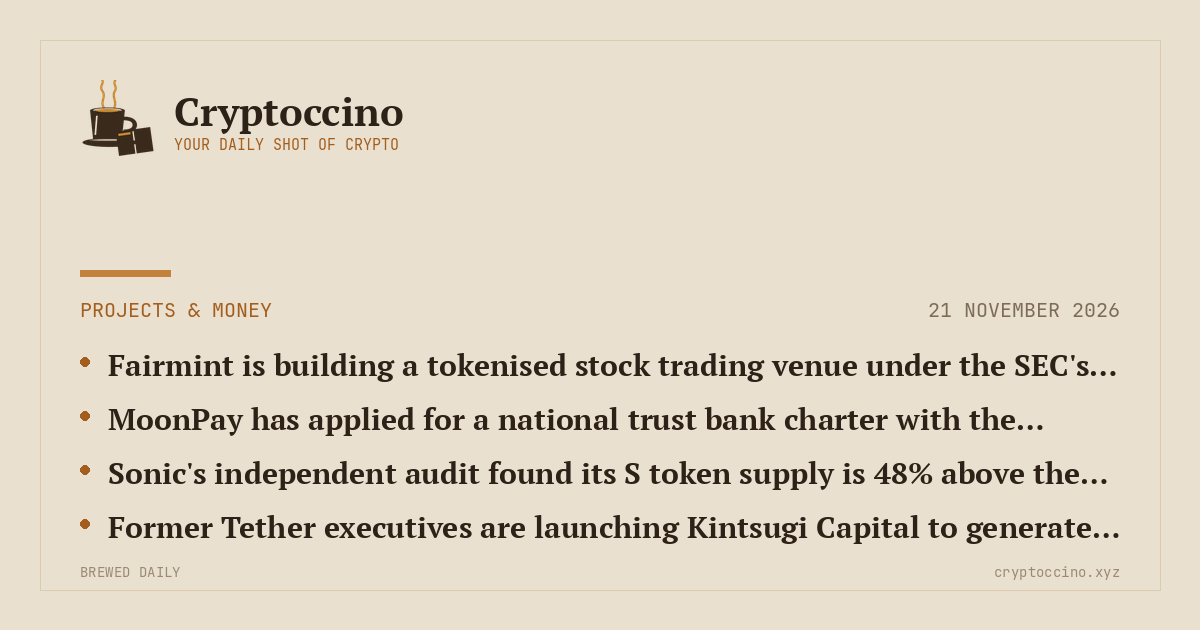 Cryptoccino
YOUR DAILY SHOT OF CRYPTO
PROJECTS & MONEY
21 NOVEMBER 2026
Fairmint is building a tokenised stock trading venue under the SEC's...
MoonPay has applied for a national trust bank charter with the...
Sonic's independent audit found its S token supply is 48% above the...
Former Tether executives are launching Kintsugi Capital to generate...
BREWED DAILY
cryptoccino.xyz